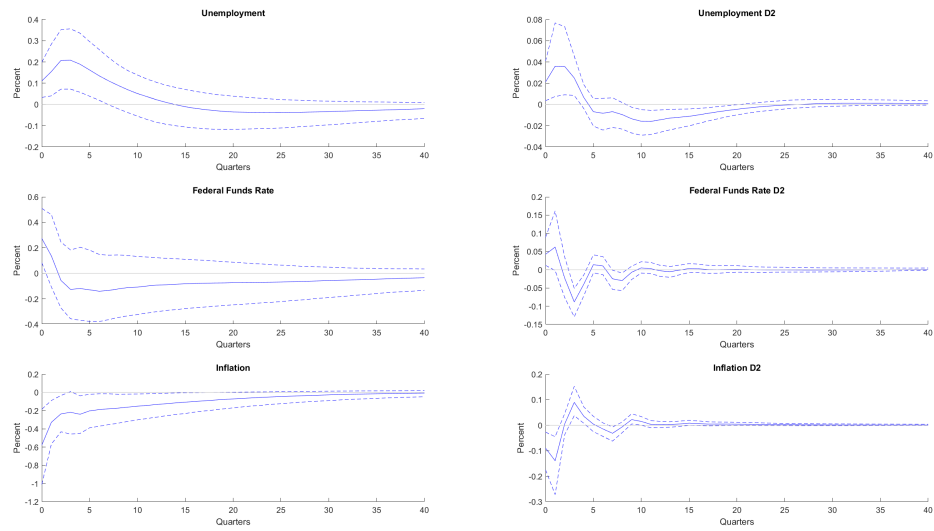 Unemployment
0.4
0.3
0.2
0.1
0
-0.1
-0.2
Percent
0 5 10 15 20 25 30 35 40
Quarters
Unemployment D2
0.08
0.06
0.04
0.02
0
-0.02
-0.04
Percent
0 5 10 15 20 25 30 35 40
Quarters
Federal Funds Rate
0.6
0.4
0.2
0
-0.2
-0.4
Percent
0 5 10 15 20 25 30 35 40
Quarters
Federal Funds Rate D2
0.2
0.15
0.1
0.05
0
-0.05
-0.1
-0.15
Percent
0 5 10 15 20 25 30 35 40
Quarters
Inflation
0.2
0
-0.2
-0.4
-0.6
-0.8
-1
-1.2
Percent
0 5 10 15 20 25 30 35 40
Quarters
Inflation D2
0.2
0.1
0
-0.1
-0.2
-0.3
Percent
0 5 10 15 20 25 30 35 40
Quarters